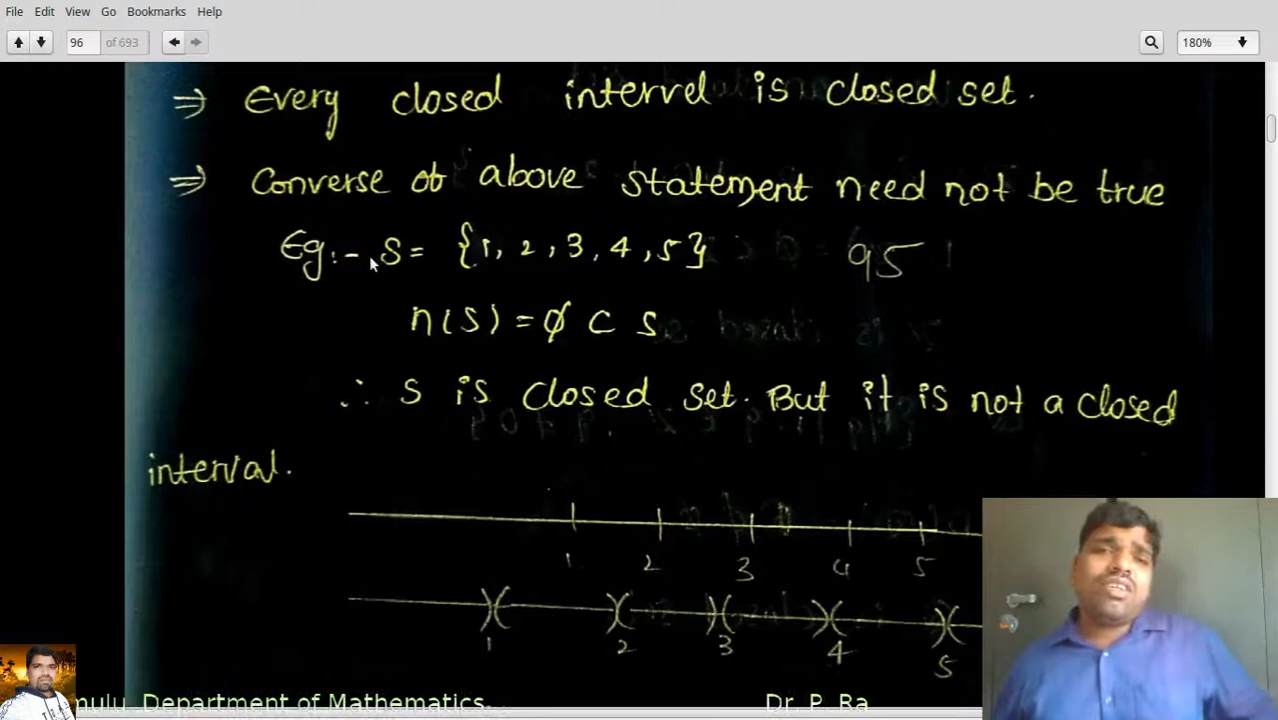 File Edit View Go Bookmarks Help
96 of 693 180%
⇒ Every closed intervel is closed set.
⇒ Converse of above statement need not be true
Eg:- S = {1, 2, 3, 4, 5} 95
n(S) = ϕ ⊂ S
∴ S is closed set. But it is not a closed
interval.
1 2 3 4 5
)( )( )( )( )(
1 2 3 4 5
mulu, Department of Mathematics Dr. P. Ra